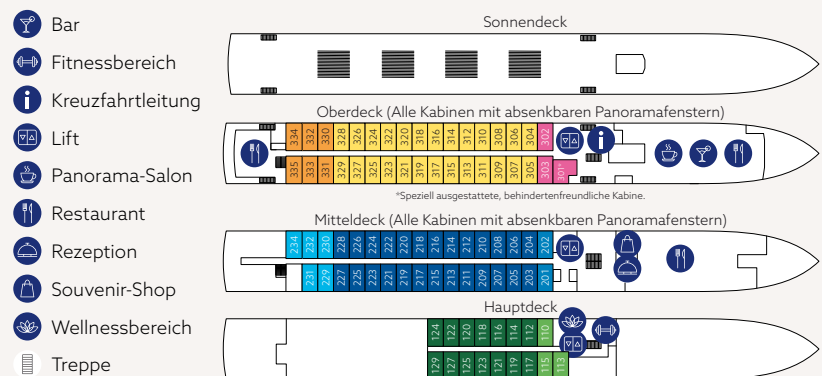 Bar
Fitnessbereich
Kreuzfahrtleitung
Lift
Panorama-Salon
Restaurant
Rezeption
Souvenir-Shop
Wellnessbereich
Treppe
Sonnendeck
Oberdeck (Alle Kabinen mit absenkbaren Panoramafenstern)
334 332 330 328 326 324 322 320 318 316 314 312 310 308 306 304 302
335 333 331 329 327 325 323 321 319 317 315 313 311 309 307 305 303 301*
*Speziell ausgestattete, behindertenfreundliche Kabine.
Mitteldeck (Alle Kabinen mit absenkbaren Panoramafenstern)
234 232 230 228 226 224 222 220 218 216 214 212 210 208 206 204 202
231 229 227 225 223 221 219 217 215 213 211 209 207 205 203 201
Hauptdeck
124 122 120 118 116 114 112 110
129 127 125 123 121 119 117 115 113